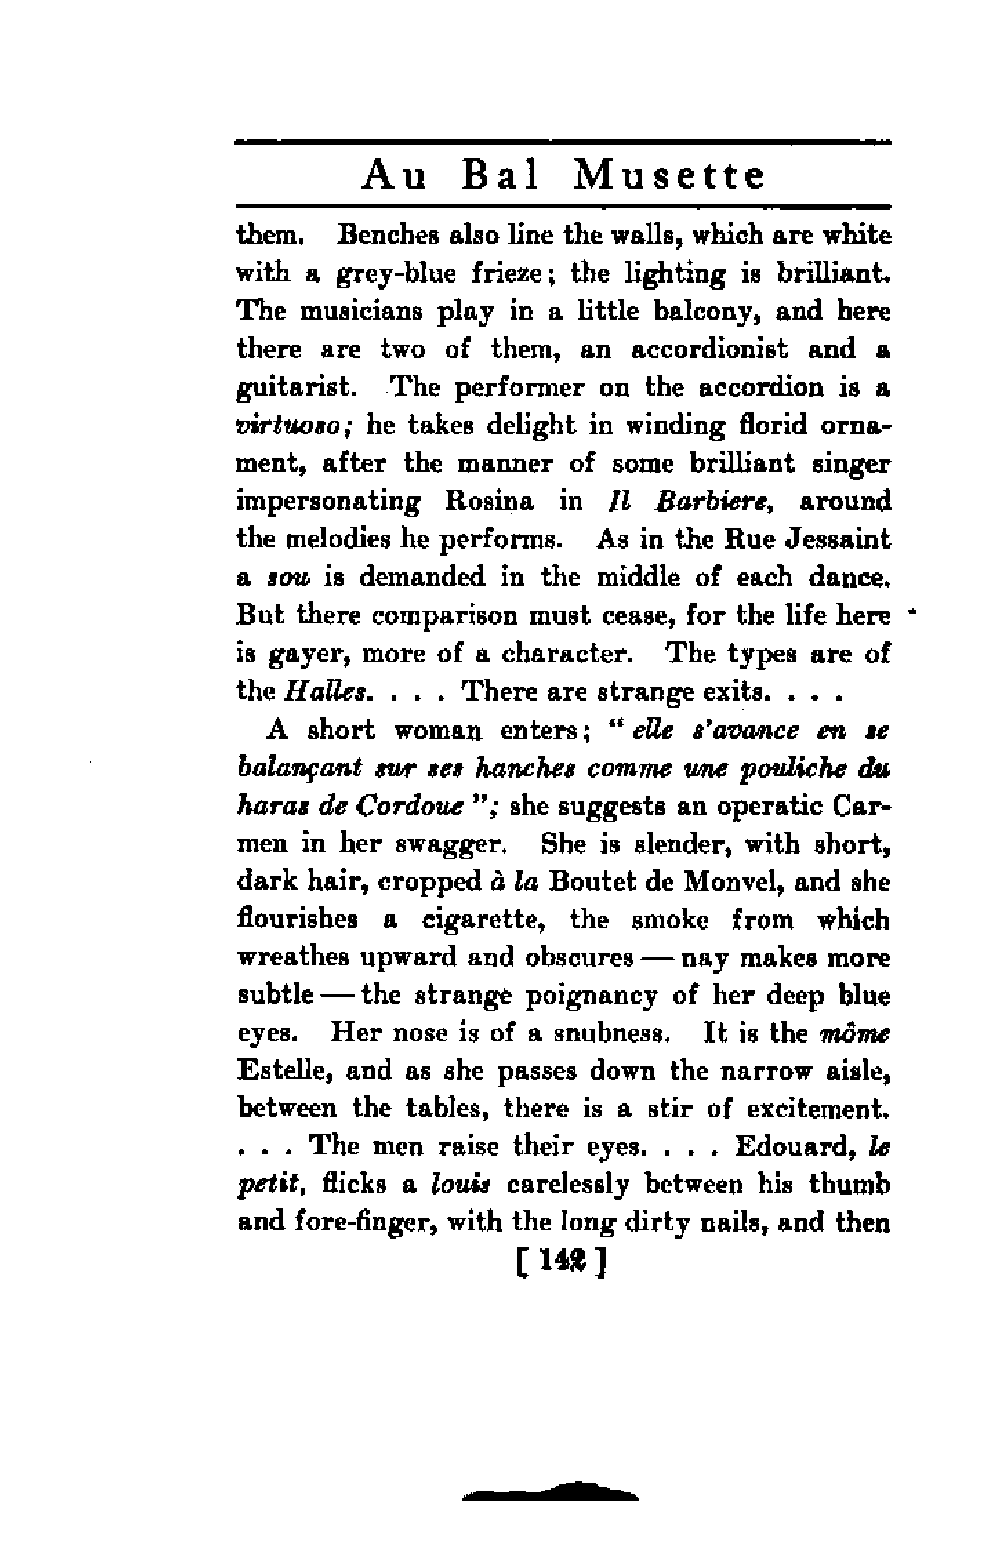 Au Bal Musette
them. Benches also line the walls, which are white
with a grey-blue frieze; the lighting is brilliant.
The musicians play in a little balcony, and here
there are two of them, an accordionist and a
guitarist. The performer on the accordion is a
virtuoso; he takes delight in winding florid orna-
ment, after the manner of some brilliant singer
impersonating Rosina in Il Barbiere, around
the melodies he performs. As in the Rue Jessaint
a sou is demanded in the middle of each dance.
But there comparison must cease, for the life here
is gayer, more of a character. The types are of
the Halles. . . . There are strange exits. . . .
A short woman enters; “elle s'avance en se
balançant sur ses hanches comme une pouliche du
haras de Cordoue”; she suggests an operatic Car-
men in her swagger. She is slender, with short,
dark hair, cropped à la Boutet de Monvel, and she
flourishes a cigarette, the smoke from which
wreathes upward and obscures — nay makes more
subtle — the strange poignancy of her deep blue
eyes. Her nose is of a snubness. It is the môme
Estelle, and as she passes down the narrow aisle,
between the tables, there is a stir of excitement.
. . . The men raise their eyes. . . . Edouard, le
petit, flicks a louis carelessly between his thumb
and fore-finger, with the long dirty nails, and then
[ 142 ]